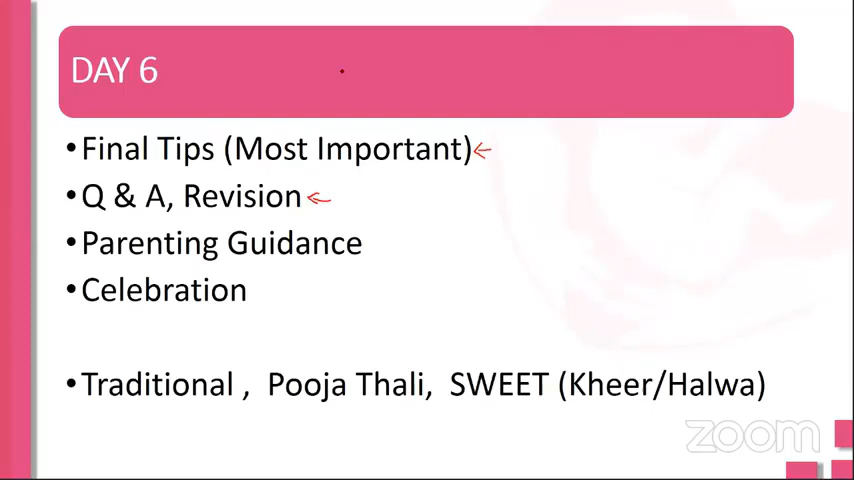 DAY 6
•Final Tips (Most Important)
•Q & A, Revision
•Parenting Guidance
•Celebration
•Traditional , Pooja Thali, SWEET (Kheer/Halwa)
zoom